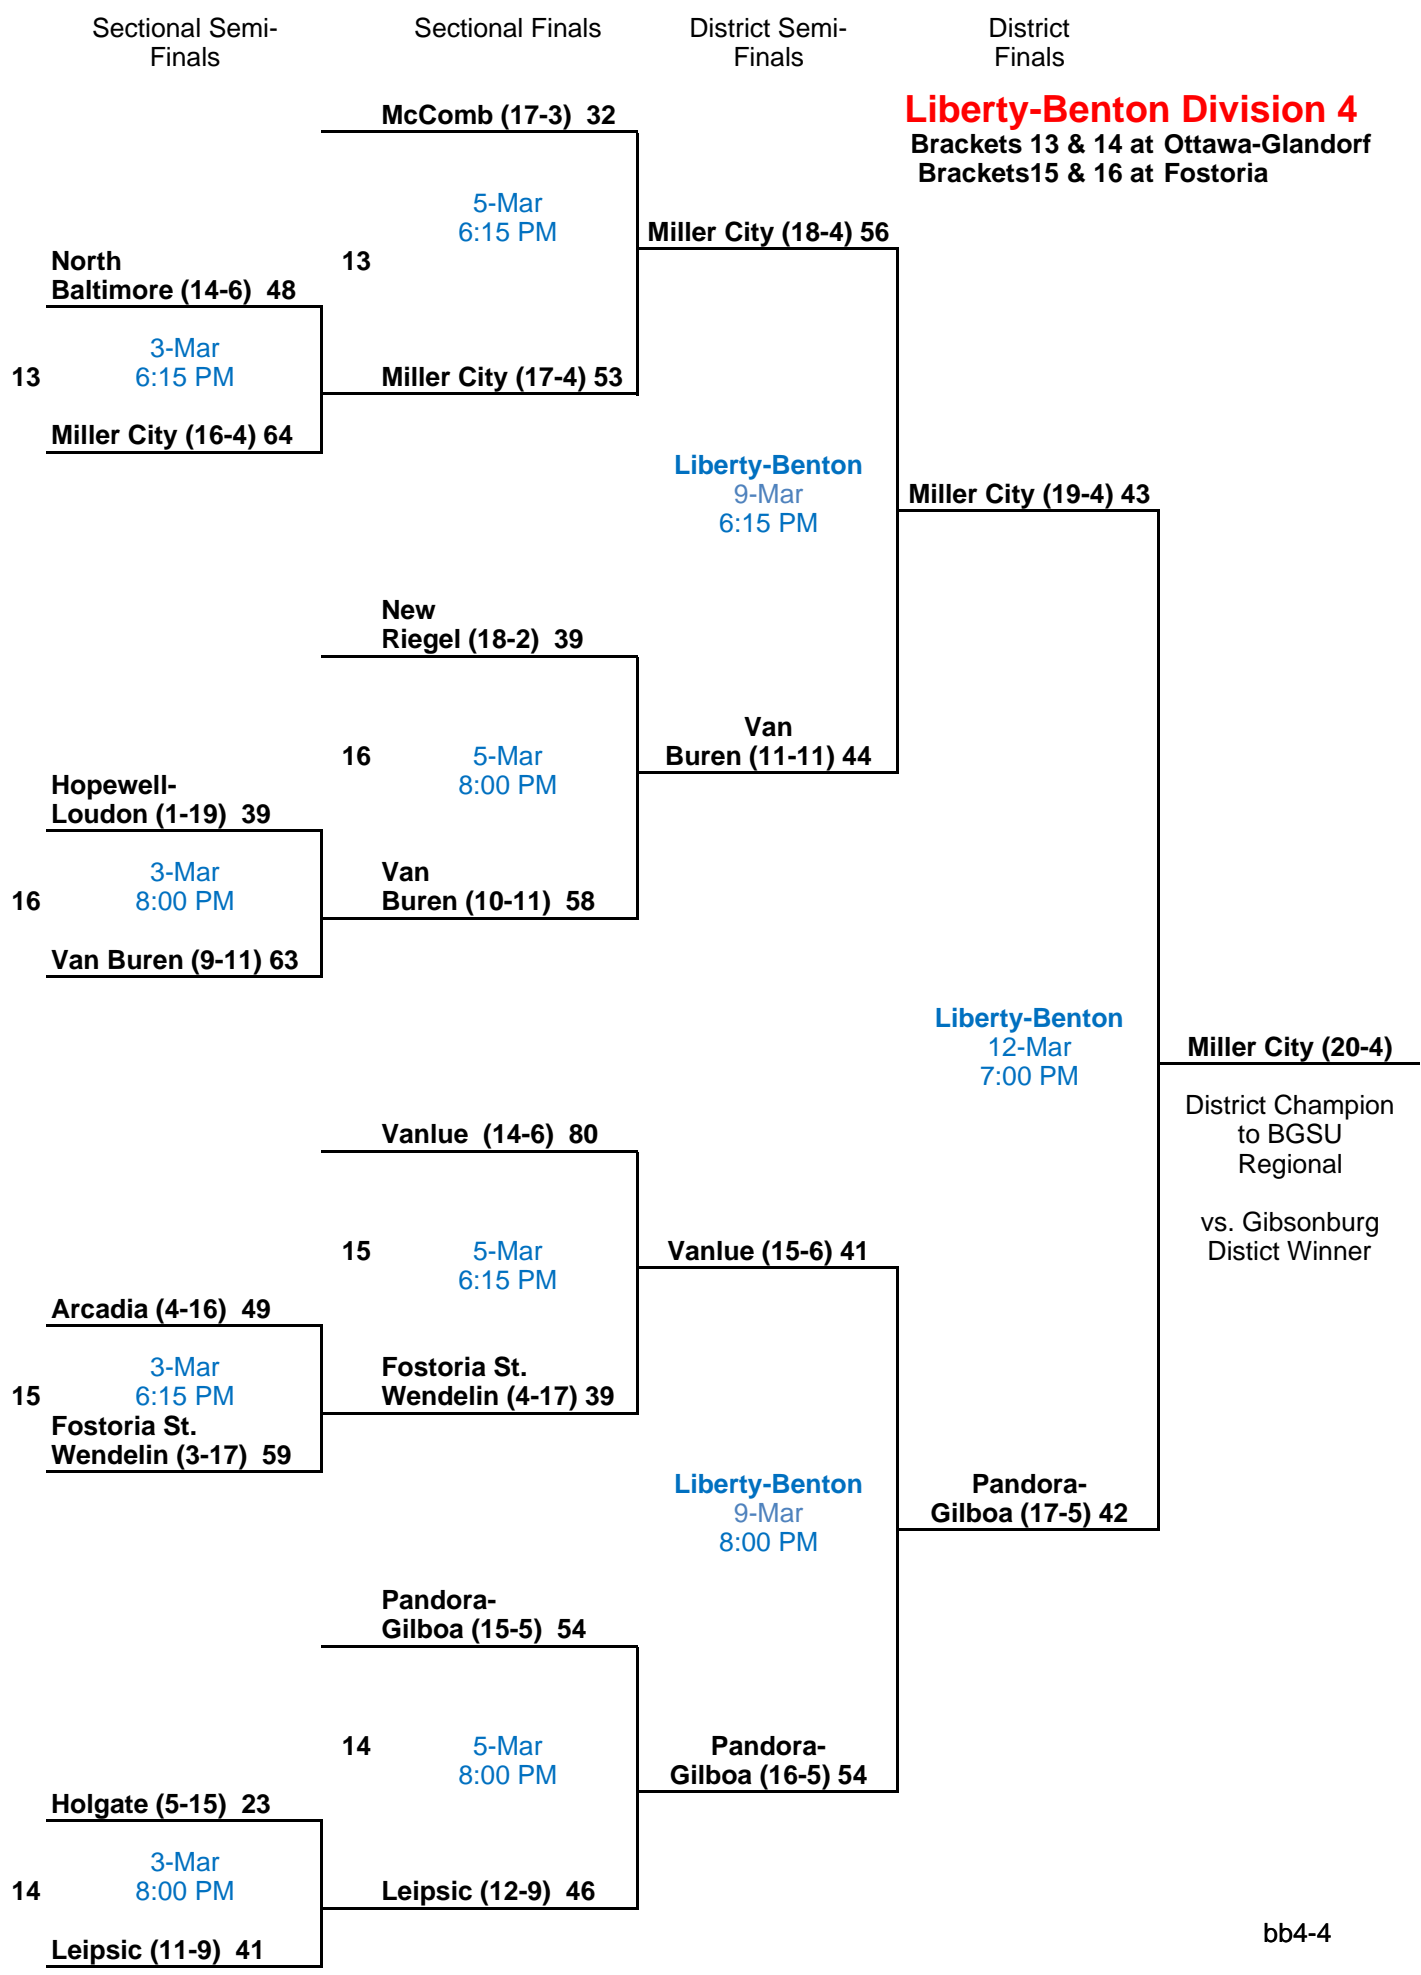 Sectional Semi-
Finals
Sectional Finals
District Semi-
Finals
District
Finals
McComb (17-3) 32
Liberty-Benton Division 4
Brackets 13 & 14 at Ottawa-Glandorf
Brackets15 & 16 at Fostoria
5-Mar
6:15 PM
Miller City (18-4) 56
North
Baltimore (14-6) 48
13
3-Mar
6:15 PM
13
Miller City (17-4) 53
Miller City (16-4) 64
Liberty-Benton
9-Mar
6:15 PM
Miller City (19-4) 43
New
Riegel (18-2) 39
Van
Buren (11-11) 44
16
5-Mar
8:00 PM
Hopewell-
Loudon (1-19) 39
3-Mar
8:00 PM
16
Van
Buren (10-11) 58
Van Buren (9-11) 63
Liberty-Benton
12-Mar
7:00 PM
Miller City (20-4)
District Champion
to BGSU
Regional
vs. Gibsonburg
Distict Winner
Vanlue (14-6) 80
15
5-Mar
6:15 PM
Vanlue (15-6) 41
Arcadia (4-16) 49
3-Mar
6:15 PM
15
Fostoria St.
Wendelin (4-17) 39
Fostoria St.
Wendelin (3-17) 59
Liberty-Benton
9-Mar
8:00 PM
Pandora-
Gilboa (17-5) 42
Pandora-
Gilboa (15-5) 54
14
5-Mar
8:00 PM
Pandora-
Gilboa (16-5) 54
Holgate (5-15) 23
3-Mar
8:00 PM
14
Leipsic (12-9) 46
Leipsic (11-9) 41
bb4-4